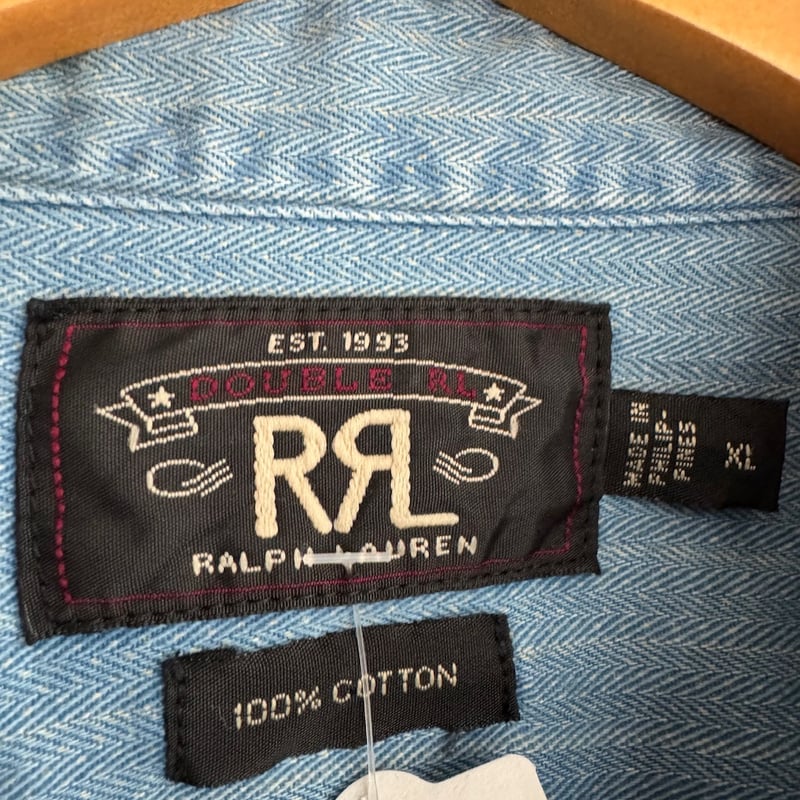 EST. 1993
DOUBLE RL
RRL
RALPH LAUREN
MADE IN
PHILIP-
PINES
XL
100% COTTON